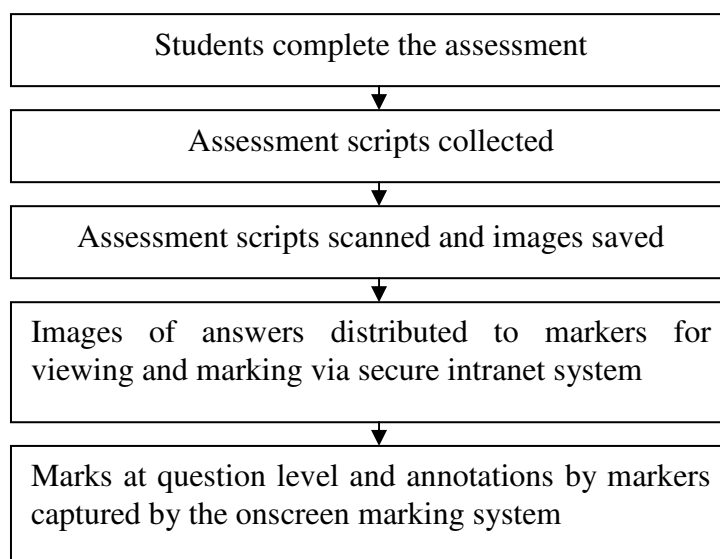 Students complete the assessment
Assessment scripts collected
Assessment scripts scanned and images saved
Images of answers distributed to markers for
viewing and marking via secure intranet system
Marks at question level and annotations by markers
captured by the onscreen marking system